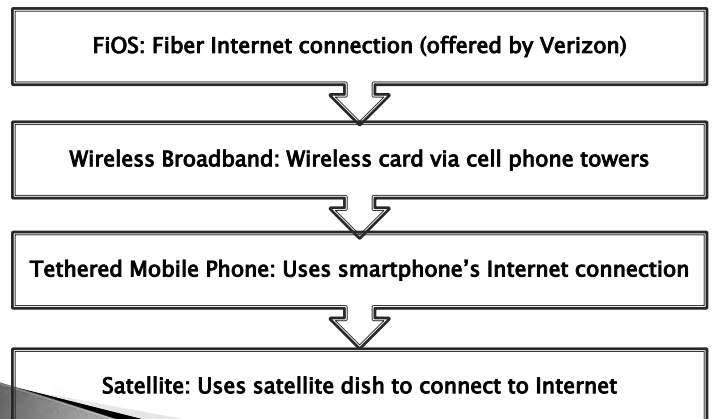 FiOS: Fiber Internet connection (offered by Verizon)
Wireless Broadband: Wireless card via cell phone towers
Tethered Mobile Phone: Uses smartphone’s Internet connection
Satellite: Uses satellite dish to connect to Internet